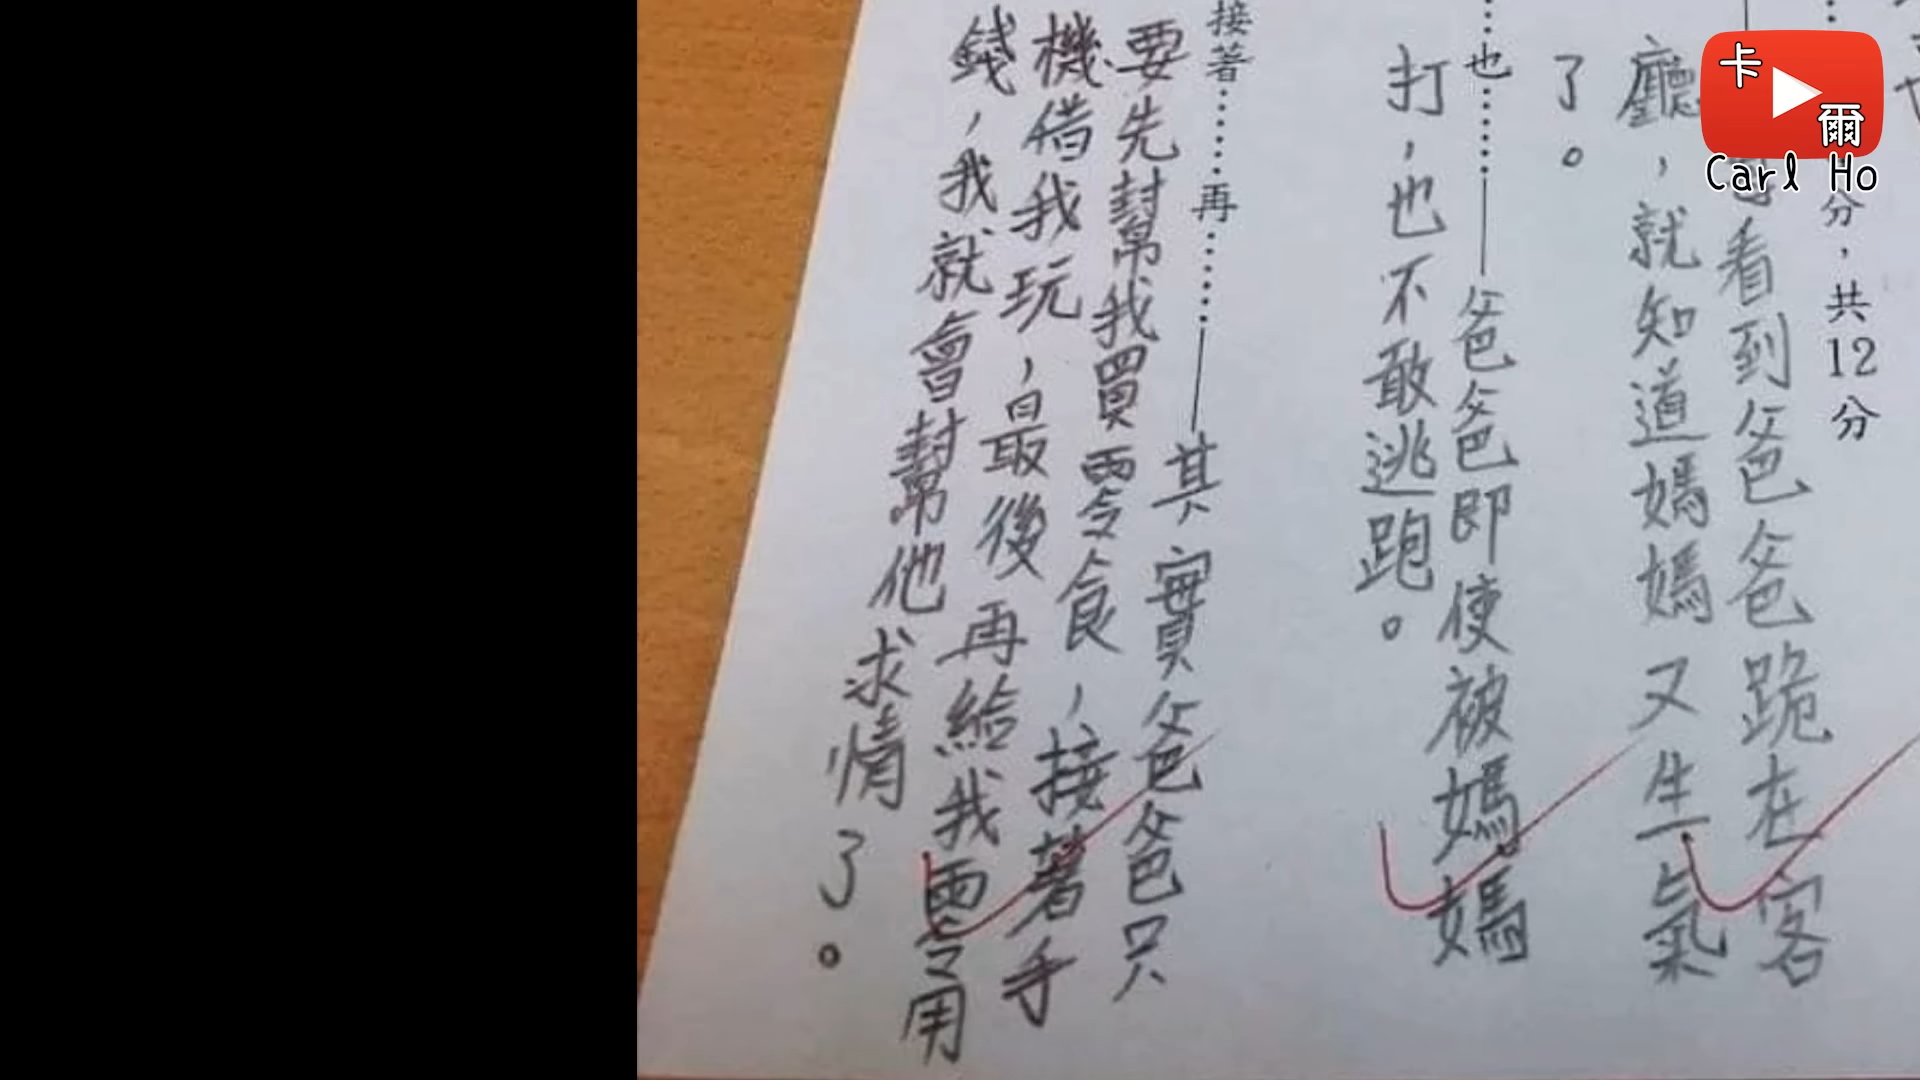 分，共12分
看到爸爸跪在客
廳，就知道媽媽又生氣
了。
也……——爸爸即使被媽媽
打，也不敢逃跑。
接著……再……——其實爸爸只
要先幫我買零食，接著手
機借我玩，最後再給我零用
錢，我就會幫他求情了。
卡爾
Carl Ho